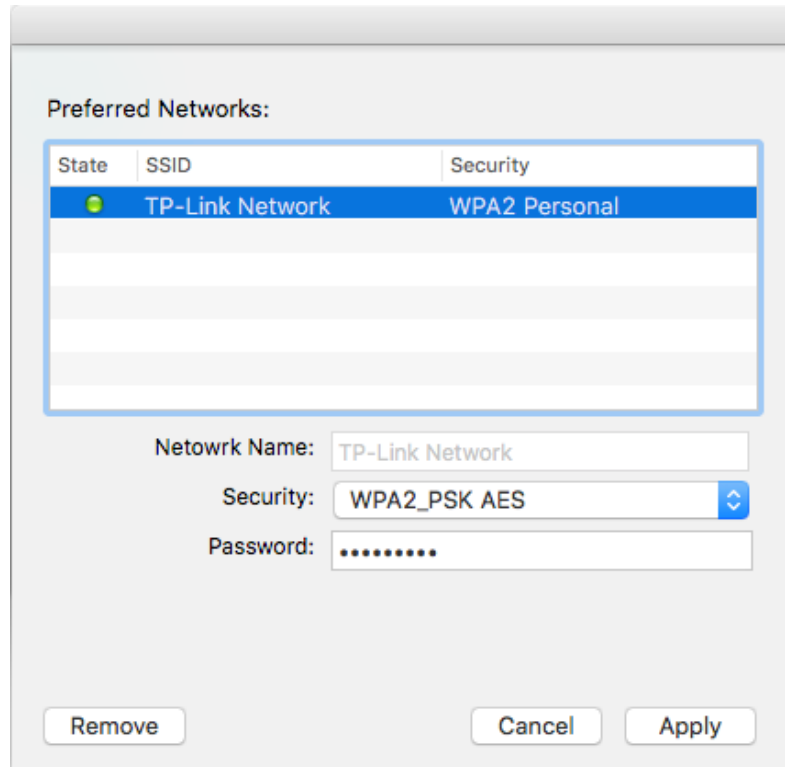 Preferred Networks:
State SSID Security
TP-Link Network WPA2 Personal
Netowrk Name: TP-Link Network
Security: WPA2_PSK AES
Password: •••••••••
Remove Cancel Apply